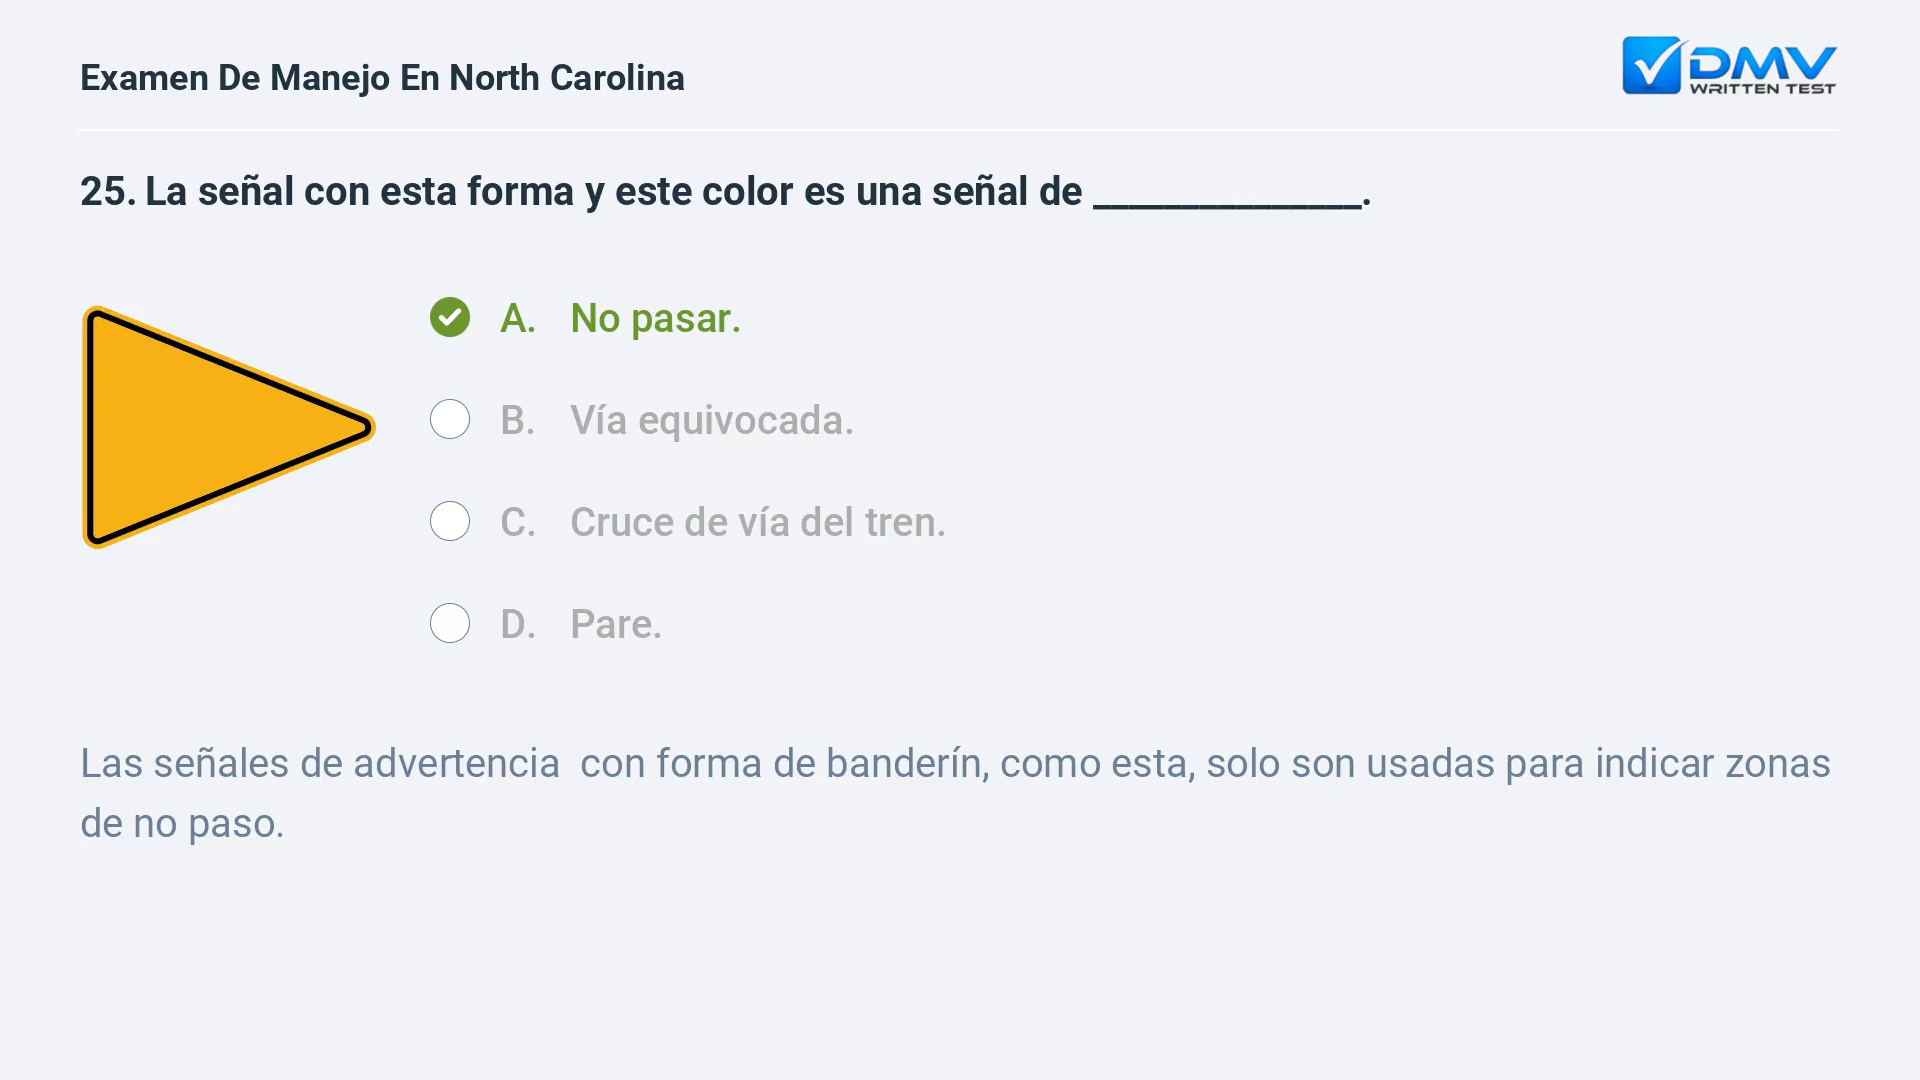 Examen De Manejo En North Carolina
DMV
WRITTEN TEST
25. La señal con esta forma y este color es una señal de ______________.
A. No pasar.
B. Vía equivocada.
C. Cruce de vía del tren.
D. Pare.
Las señales de advertencia  con forma de banderín, como esta, solo son usadas para indicar zonas
de no paso.